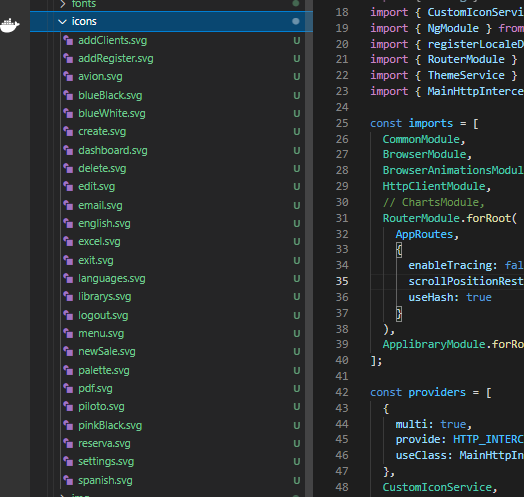 fonts
icons
addClients.svg U
addRegister.svg U
avion.svg U
blueBlack.svg U
blueWhite.svg U
create.svg U
dashboard.svg U
delete.svg U
edit.svg U
email.svg U
english.svg U
excel.svg U
exit.svg U
languages.svg U
librarys.svg U
logout.svg U
menu.svg U
newSale.svg U
palette.svg U
pdf.svg U
piloto.svg U
pinkBlack.svg U
reserva.svg U
settings.svg U
spanish.svg U
18 import { CustomIconServi
19 import { NgModule } from
20 import { registerLocaleD
21 import { RouterModule }
22 import { ThemeService }
23 import { MainHttpInterce
24
25 const imports = [
26 CommonModule,
27 BrowserModule,
28 BrowserAnimationsModul
29 HttpClientModule,
30 // ChartsModule,
31 RouterModule.forRoot(
32 AppRoutes,
33 {
34 enableTracing: fal
35 scrollPositionRest
36 useHash: true
37 }
38 ),
39 ApplibraryModule.forRo
40 ];
41
42 const providers = [
43 {
44 multi: true,
45 provide: HTTP_INTERC
46 useClass: MainHttpIn
47 },
48 CustomIconService,